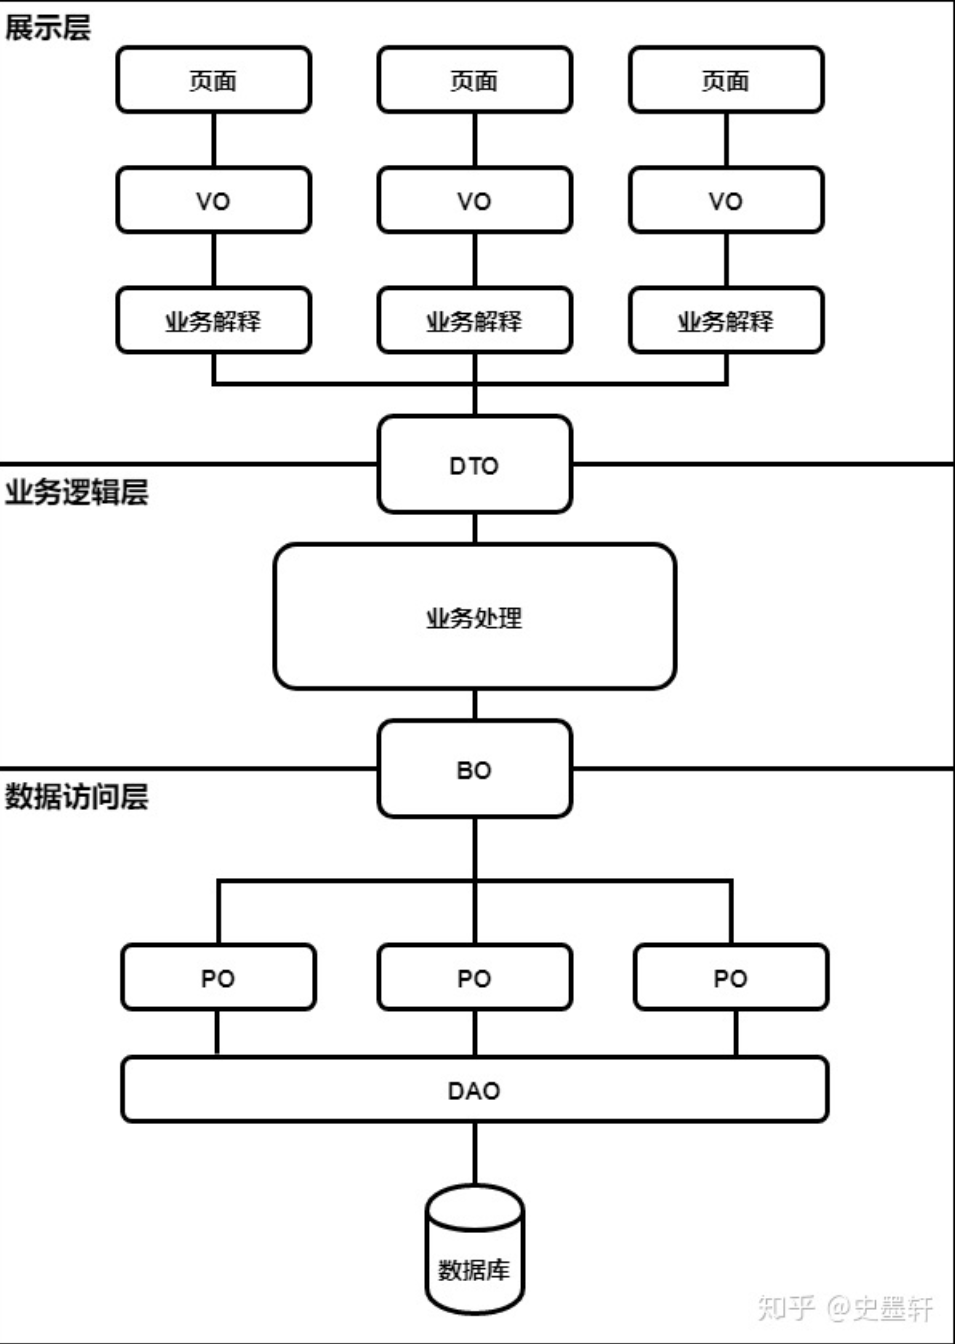 展示层
页面
页面
页面
VO
VO
VO
业务解释
业务解释
业务解释
DTO
业务逻辑层
业务处理
BO
数据访问层
PO
PO
PO
DAO
数据库
知乎 @史墨轩